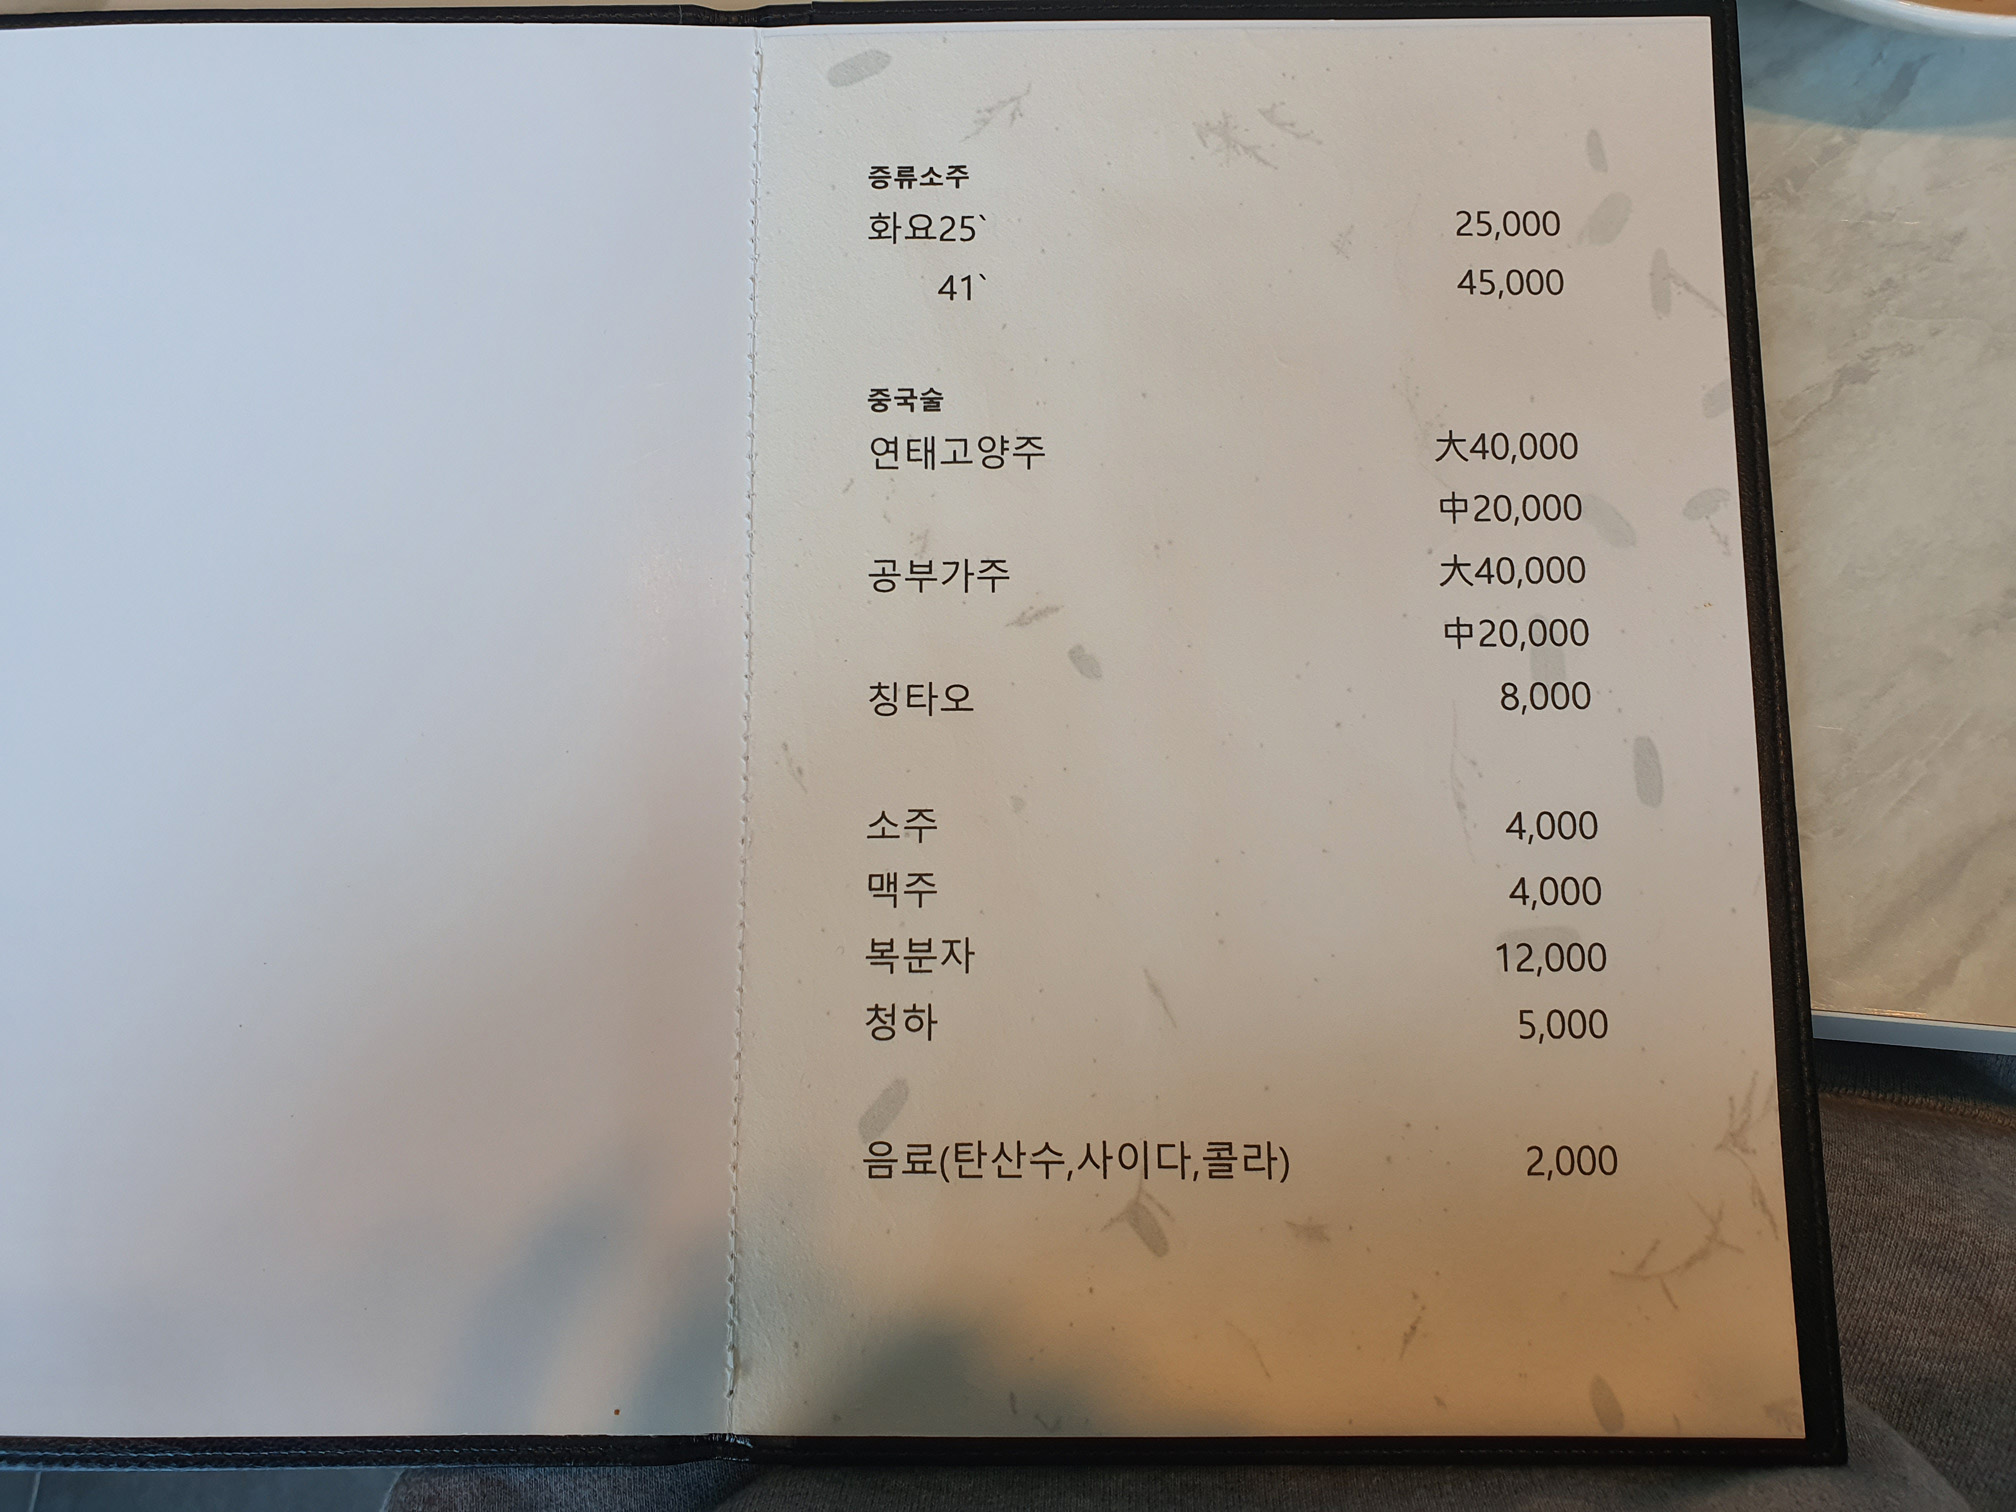 증류소주
화요25` 25,000
41` 45,000
중국술
연태고양주 大40,000
中20,000
공부가주 大40,000
中20,000
칭타오 8,000
소주 4,000
맥주 4,000
복분자 12,000
청하 5,000
음료(탄산수,사이다,콜라) 2,000